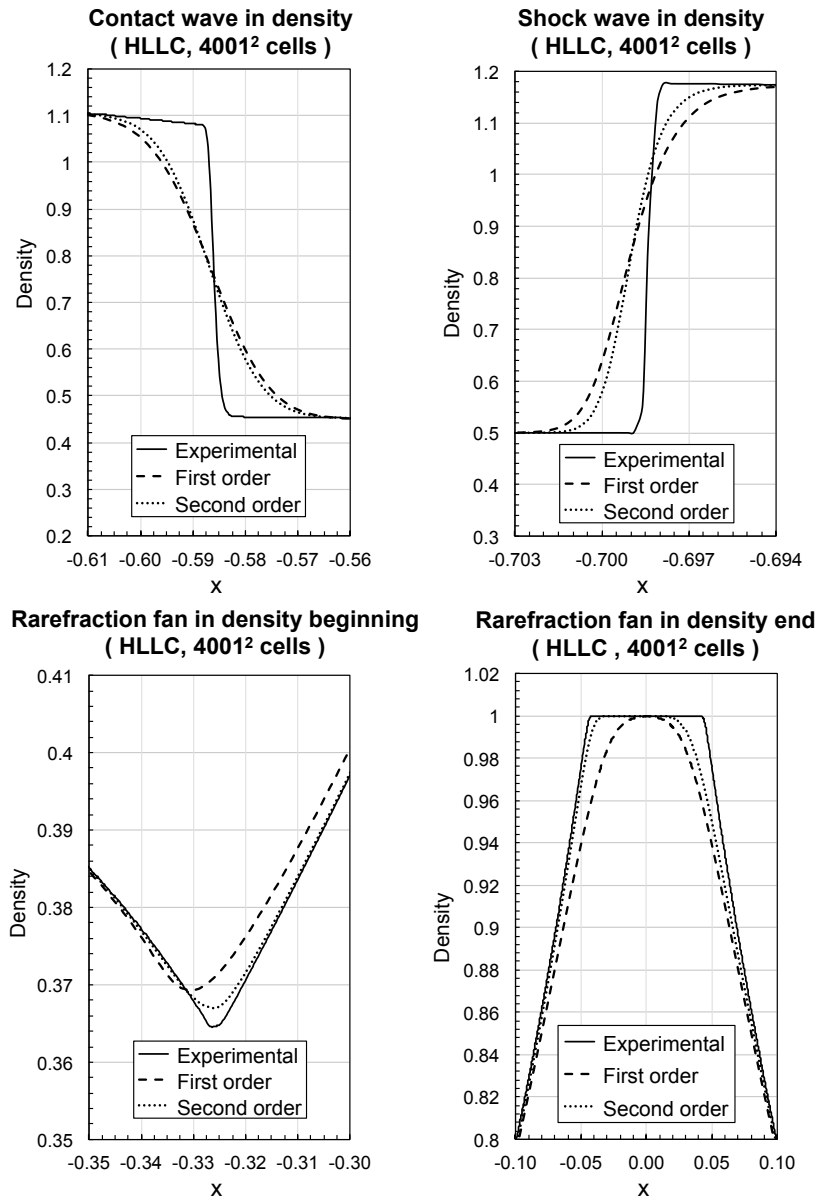 Contact wave in density
( HLLC, 4001² cells )
1.2
1.1
1
0.9
0.8
0.7
0.6
0.5
0.4
0.3
0.2
Density
Experimental
First order
Second order
-0.61 -0.60 -0.59 -0.58 -0.57 -0.56
x
Shock wave in density
( HLLC, 4001² cells )
1.2
1.1
1
0.9
0.8
0.7
0.6
0.5
0.4
0.3
Density
Experimental
First order
Second order
-0.703 -0.700 -0.697 -0.694
x
Rarefraction fan in density beginning
( HLLC, 4001² cells )
0.41
0.4
0.39
0.38
0.37
0.36
0.35
Density
Experimental
First order
Second order
-0.35 -0.34 -0.33 -0.32 -0.31 -0.30
x
Rarefraction fan in density end
( HLLC , 4001² cells )
1.02
1
0.98
0.96
0.94
0.92
0.9
0.88
0.86
0.84
0.82
0.8
Density
Experimental
First order
Second order
-0.10 -0.05 0.00 0.05 0.10
x